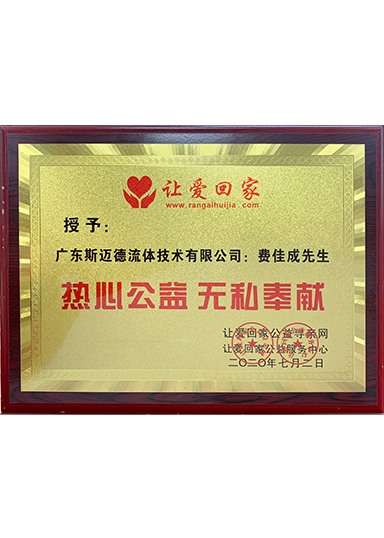 让爱回家
www.rangaihuijia.com
授予：
广东斯迈德流体技术有限公司：费佳成先生
热心公益 无私奉献
让爱回家公益寻亲网
让爱回家公益服务中心
二〇二〇年七月二日